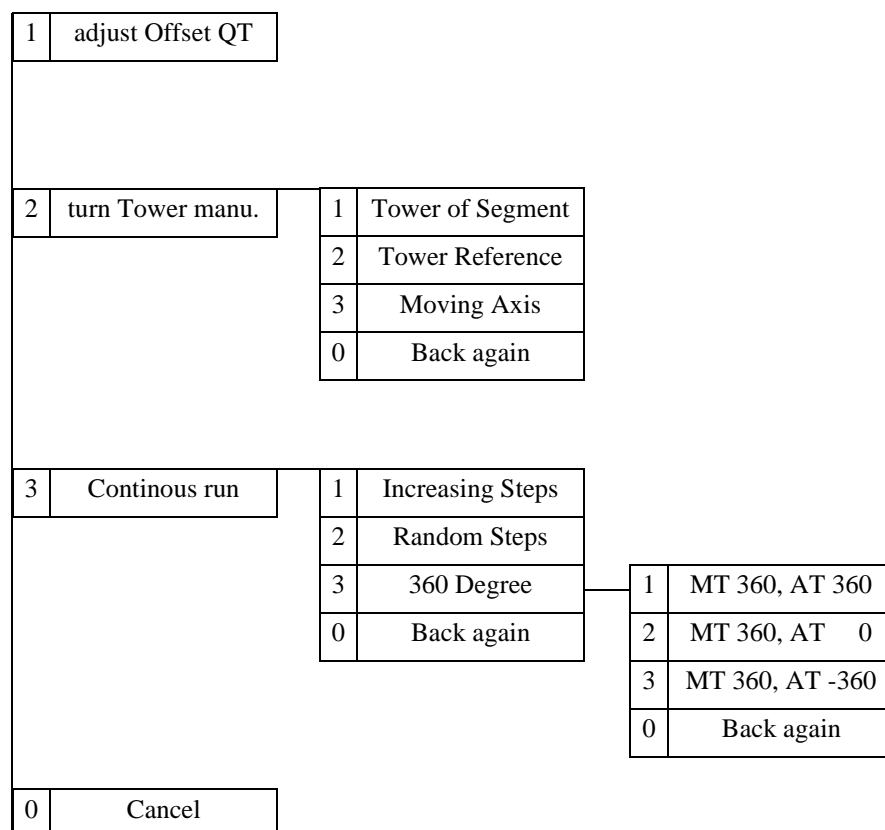 1 adjust Offset QT
2 turn Tower manu.
1 Tower of Segment
2 Tower Reference
3 Moving Axis
0 Back again
3 Continous run
1 Increasing Steps
2 Random Steps
3 360 Degree
0 Back again
1 MT 360, AT 360
2 MT 360, AT 0
3 MT 360, AT -360
0 Back again
0 Cancel